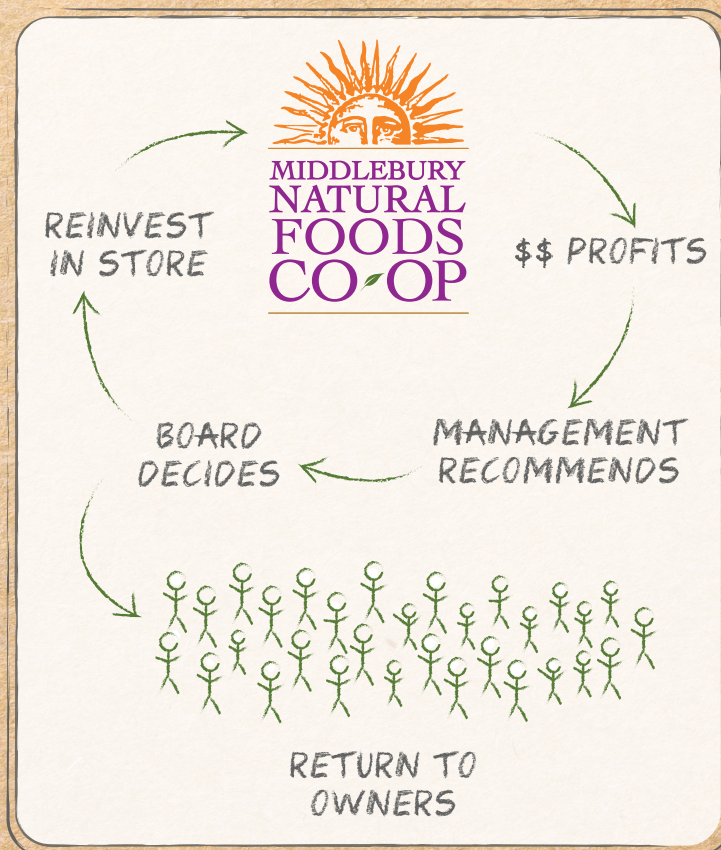 MIDDLEBURY
NATURAL
FOODS
CO-OP
REINVEST
IN STORE
$$ PROFITS
BOARD
DECIDES
MANAGEMENT
RECOMMENDS
RETURN TO
OWNERS